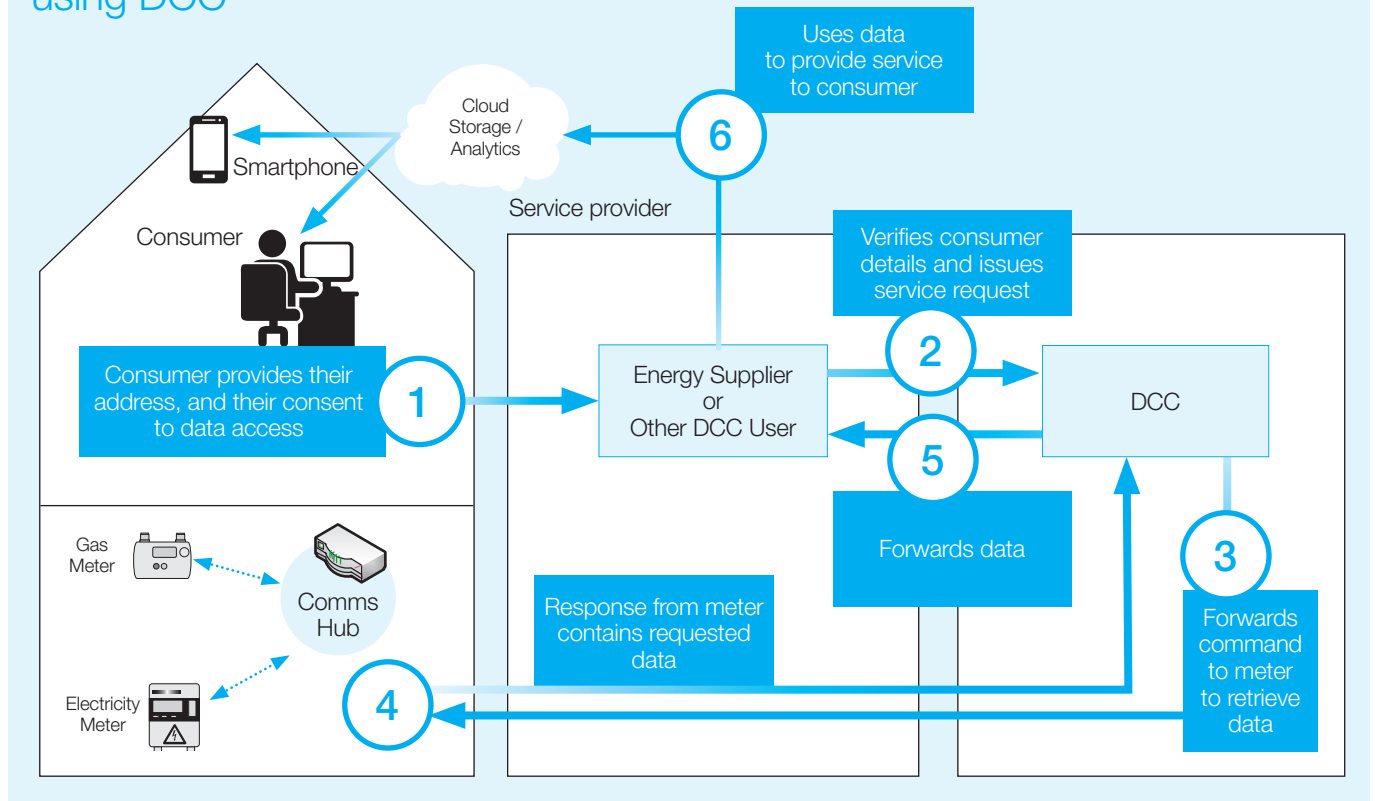 using DCC
Uses data
to provide service
to consumer
6
Cloud
Storage /
Analytics
Smartphone
Consumer
Service provider
Verifies consumer
details and issues
service request
2
Consumer provides their
address, and their consent
to data access
1
Energy Supplier
or
Other DCC User
DCC
5
Forwards data
3
Forwards
command
to meter
to retrieve
data
Gas
Meter
Comms
Hub
Response from meter
contains requested
data
4
Electricity
Meter